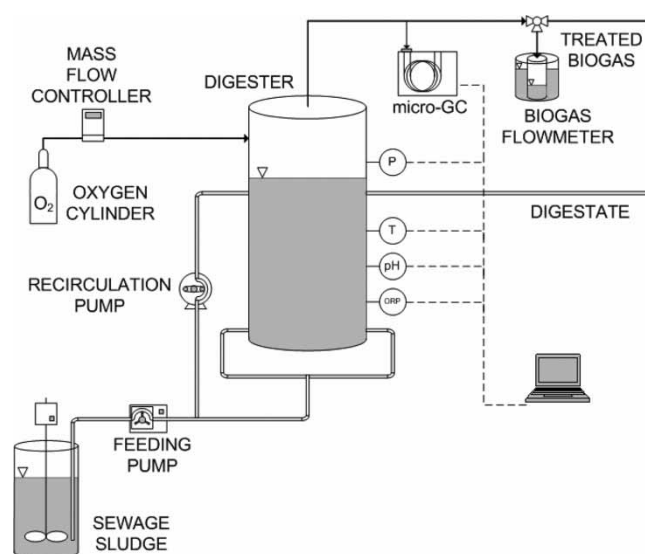 MASS
FLOW
CONTROLLER
DIGESTER
micro-GC
TREATED
BIOGAS
BIOGAS
FLOWMETER
O2
OXYGEN
CYLINDER
P
DIGESTATE
T
pH
ORP
RECIRCULATION
PUMP
FEEDING
PUMP
SEWAGE
SLUDGE